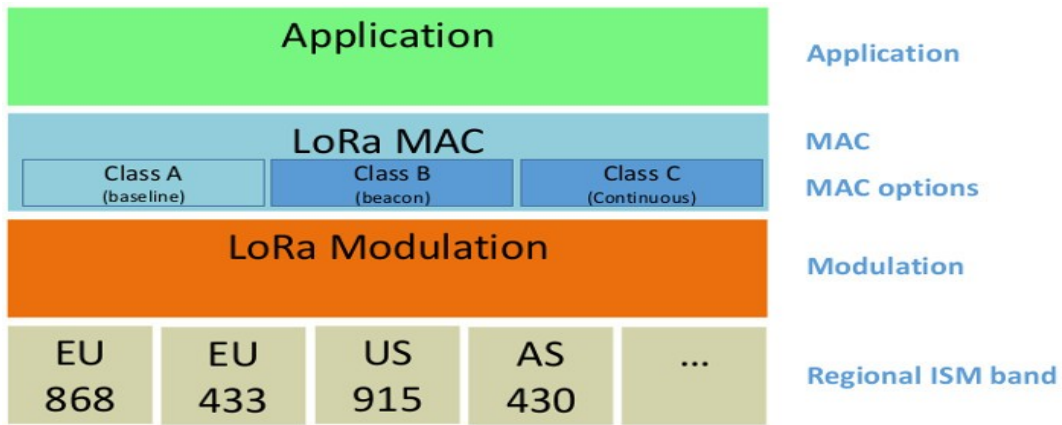 Application
Application
LoRa MAC
MAC
Class A
(baseline)
Class B
(beacon)
Class C
(Continuous)
MAC options
LoRa Modulation
Modulation
EU
868
EU
433
US
915
AS
430
...
Regional ISM band